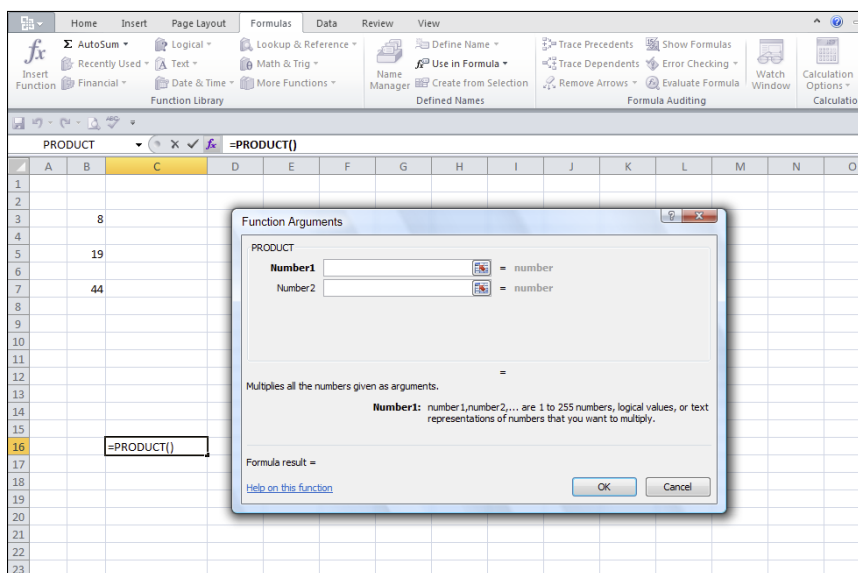 Home Insert Page Layout Formulas Data Review View
Insert Function
Σ AutoSum
Recently Used
Financial
Logical
Text
Date & Time
Lookup & Reference
Math & Trig
More Functions
Function Library
Name Manager
Define Name
Use in Formula
Create from Selection
Defined Names
Trace Precedents
Trace Dependents
Remove Arrows
Show Formulas
Error Checking
Evaluate Formula
Formula Auditing
Watch Window
Calculation Options
Calculatio
PRODUCT fx =PRODUCT()
A B C D E F G H I J K L M N O
1
2
3 8
4
5 19
6
7 44
8
9
10
11
12
13
14
15
16 =PRODUCT()
17
18
19
20
21
22
23
Function Arguments
PRODUCT
Number1 = number
Number2 = number
=
Multiplies all the numbers given as arguments.
Number1: number1,number2,... are 1 to 255 numbers, logical values, or text
representations of numbers that you want to multiply.
Formula result =
Help on this function
OK Cancel